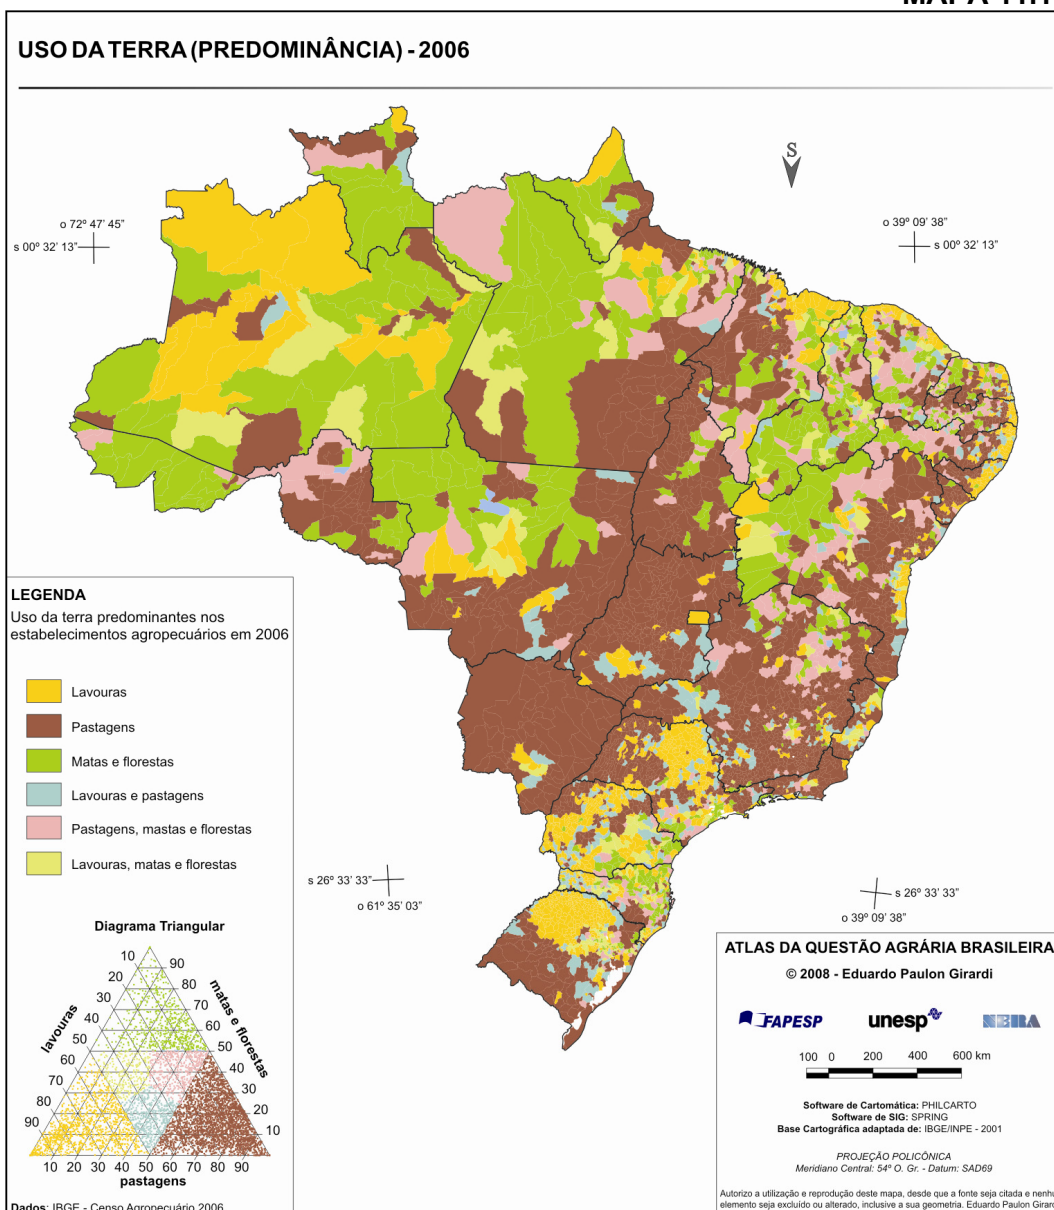 USO DA TERRA (PREDOMINÂNCIA) - 2006
S
o 72º 47' 45"
s 00º 32' 13"
o 39º 09' 38"
s 00º 32' 13"
LEGENDA
Uso da terra predominantes nos
estabelecimentos agropecuários em 2006
Lavouras
Pastagens
Matas e florestas
Lavouras e pastagens
Pastagens, mastas e florestas
Lavouras, matas e florestas
s 26º 33' 33"
o 61º 35' 03"
s 26º 33' 33"
o 39º 09' 38"
Diagrama Triangular
10
20
30
40
50
60
70
80
90
lavouras
90
80
70
60
50
40
30
20
10
matas e florestas
10 20 30 40 50 60 70 80 90
pastagens
Dados: IBGE - Censo Agropecuário 2006
ATLAS DA QUESTÃO AGRÁRIA BRASILEIRA
© 2008 - Eduardo Paulon Girardi
FAPESP
unesp
NERA
100 0 200 400 600 km
Software de Cartomática: PHILCARTO
Software de SIG: SPRING
Base Cartográfica adaptada de: IBGE/INPE - 2001
PROJEÇÃO POLICÔNICA
Meridiano Central: 54º O. Gr. - Datum: SAD69
Autorizo a utilização e reprodução deste mapa, desde que a fonte seja citada e
elemento seja excluído ou alterado, inclusive a sua geometria. Eduardo Paulon